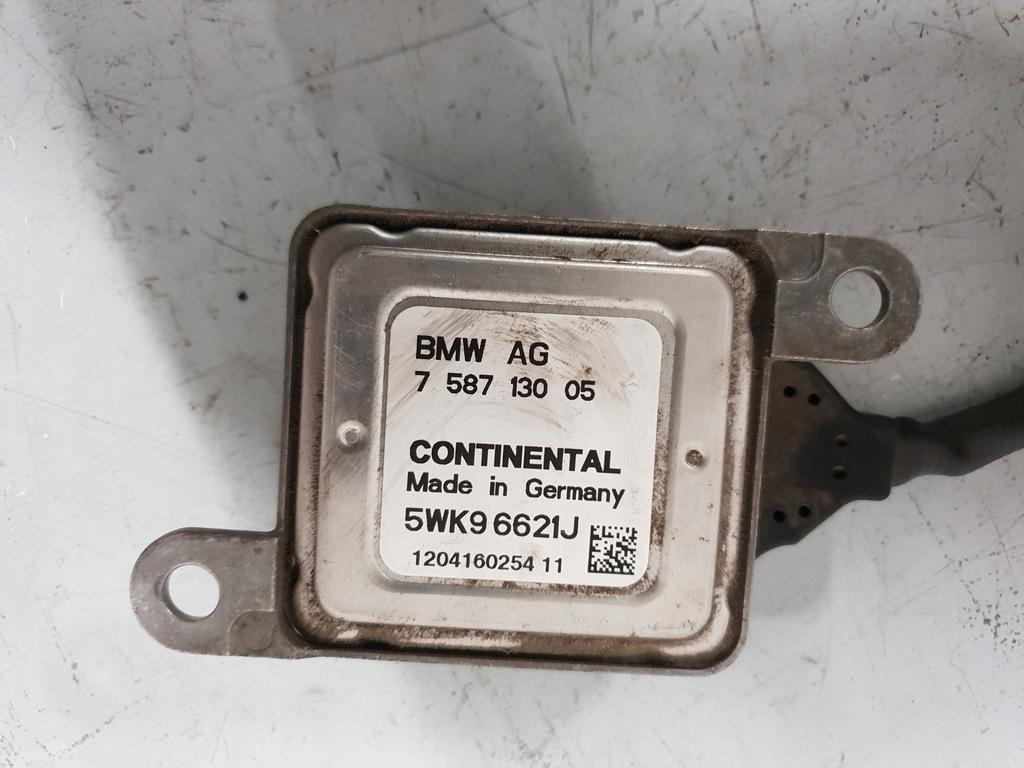 BMW AG
7 587 130 05
CONTINENTAL
Made in Germany
5WK9 6621J
1204160254 11